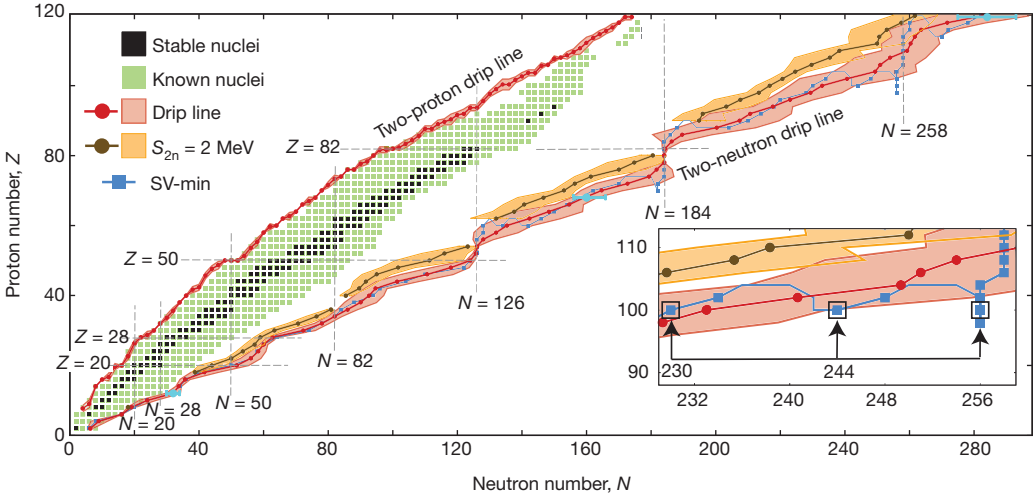 120
80
40
0
Proton number, Z
Stable nuclei
Known nuclei
Drip line
S2n = 2 MeV
SV-min
Two-proton drip line
Two-neutron drip line
Z = 82
Z = 50
Z = 28
Z = 20
N = 20
N = 28
N = 50
N = 82
N = 126
N = 184
N = 258
110
100
90
230
244
256
232
240
248
256
0
40
80
120
160
200
240
280
Neutron number, N